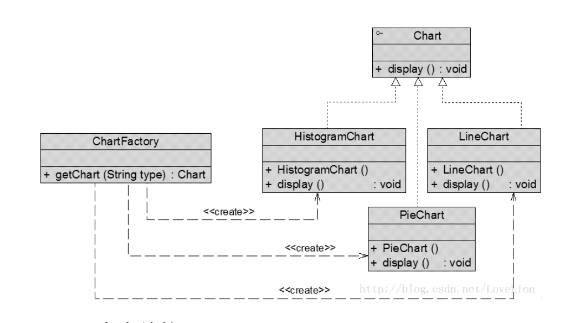 Chart
+ display () : void
ChartFactory
+ getChart (String type) : Chart
HistogramChart
+ HistogramChart ()
+ display () : void
LineChart
+ LineChart ()
+ display () : void
PieChart
+ PieChart ()
+ display () : void
<<create>>
<<create>>
<<create>>
http://blog.csdn.net/LoveLion